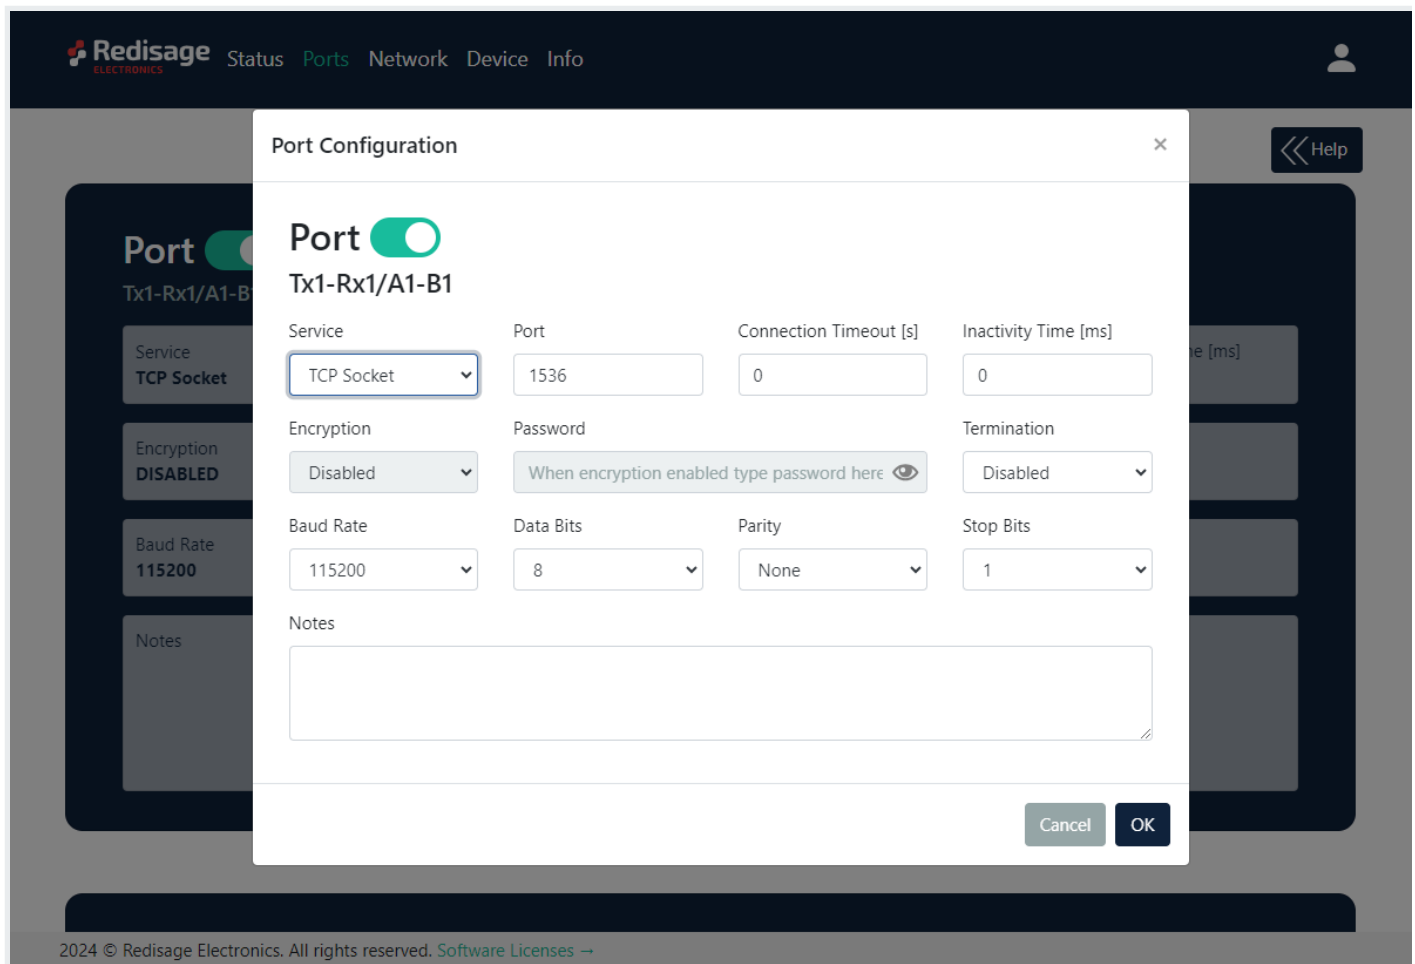 Redisage
ELECTRONICS
Status Ports Network Device Info
Port Configuration ×
Help
Port
Tx1-Rx1/A1-B
Port
Tx1-Rx1/A1-B1
Service Port Connection Timeout [s] Inactivity Time [ms]
TCP Socket 1536 0 0
Service
TCP Socket
[ms]
Encryption Password Termination
Disabled When encryption enabled type password here Disabled
Encryption
DISABLED
Baud Rate Data Bits Parity Stop Bits
115200 8 None 1
Baud Rate
115200
Notes
Notes
Cancel OK
2024 © Redisage Electronics. All rights reserved. Software Licenses →